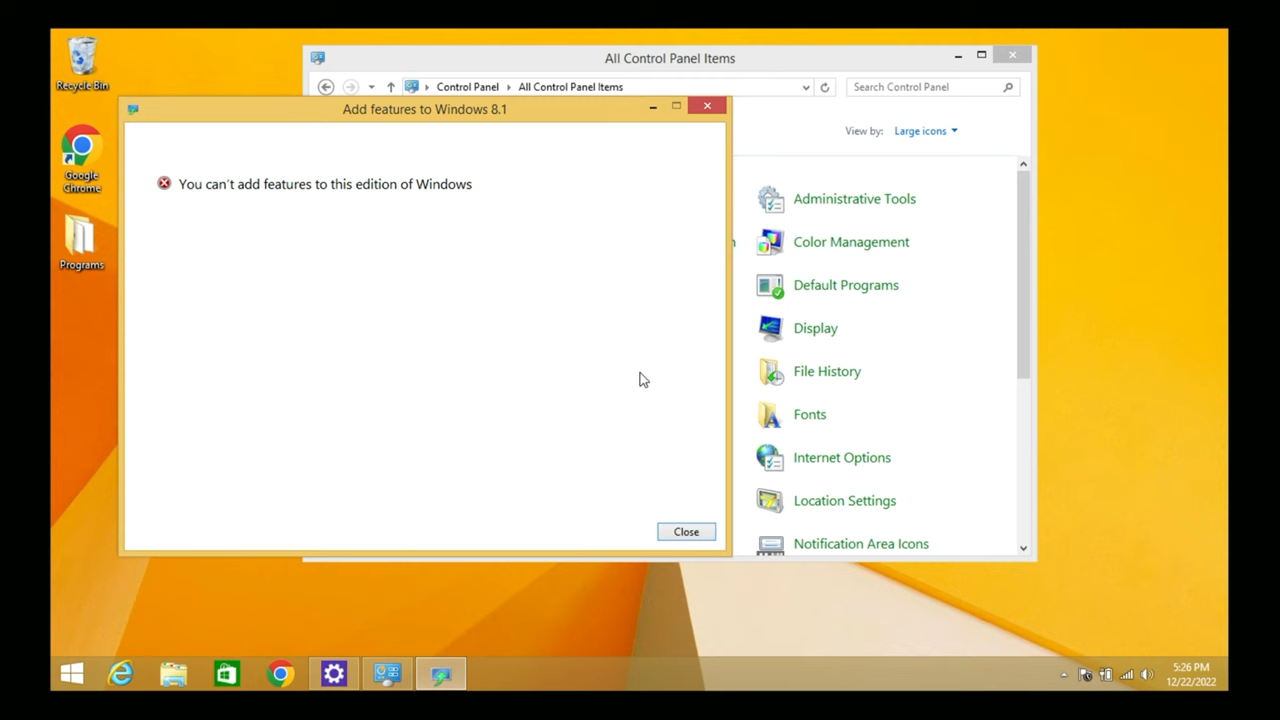 Recycle Bin
Google
Chrome
Programs
All Control Panel Items
Control Panel
All Control Panel Items
Search Control Panel
View by:
Large icons
Add features to Windows 8.1
You can't add features to this edition of Windows
Close
Administrative Tools
Color Management
Default Programs
Display
File History
Fonts
Internet Options
Location Settings
Notification Area Icons
5:26 PM
12/22/2022